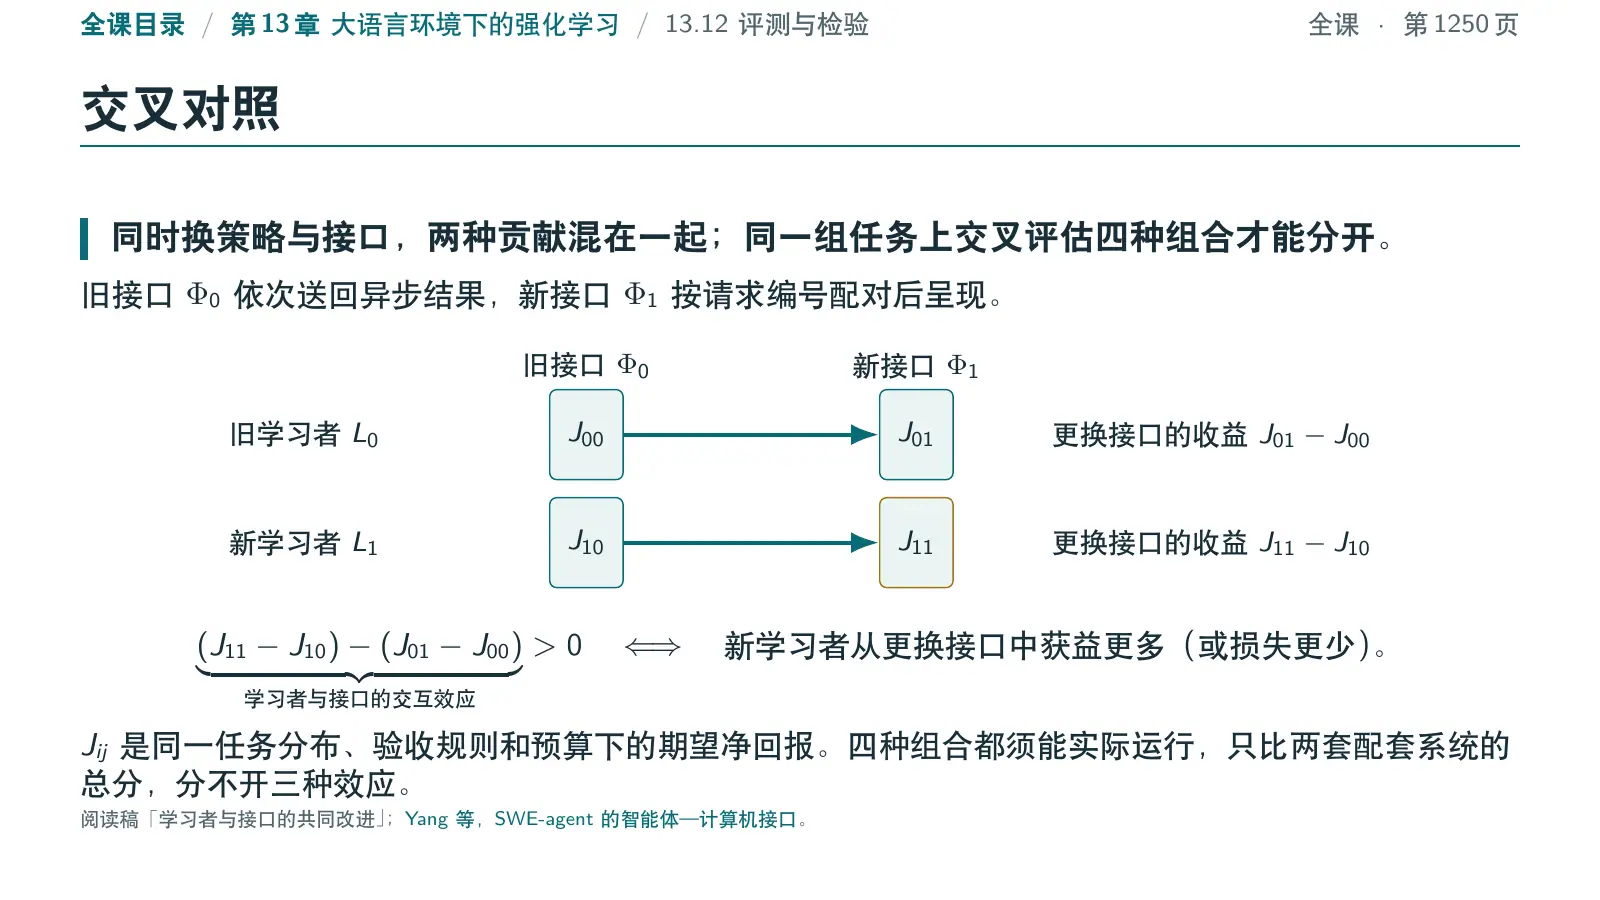 全课目录 / 第 13 章 大语言环境下的强化学习 / 13.12 评测与检验
全课 · 第 1250 页
交叉对照
同时换策略与接口，两种贡献混在一起；同一组任务上交叉评估四种组合才能分开。
旧接口 Φ₀ 依次送回异步结果，新接口 Φ₁ 按请求编号配对后呈现。
旧接口 Φ₀
新接口 Φ₁
旧学习者 L₀
J₀₀
J₀₁
更换接口的收益 J₀₁ − J₀₀
新学习者 L₁
J₁₀
J₁₁
更换接口的收益 J₁₁ − J₁₀
(J₁₁ − J₁₀) − (J₀₁ − J₀₀) > 0 ⟺ 新学习者从更换接口中获益更多（或损失更少）。
学习者与接口的交互效应
Jᵢⱼ 是同一任务分布、验收规则和预算下的期望净回报。四种组合都须能实际运行，只比两套配套系统的
总分，分不开三种效应。
阅读稿「学习者与接口的共同改进」；Yang 等，SWE-agent 的智能体—计算机接口。